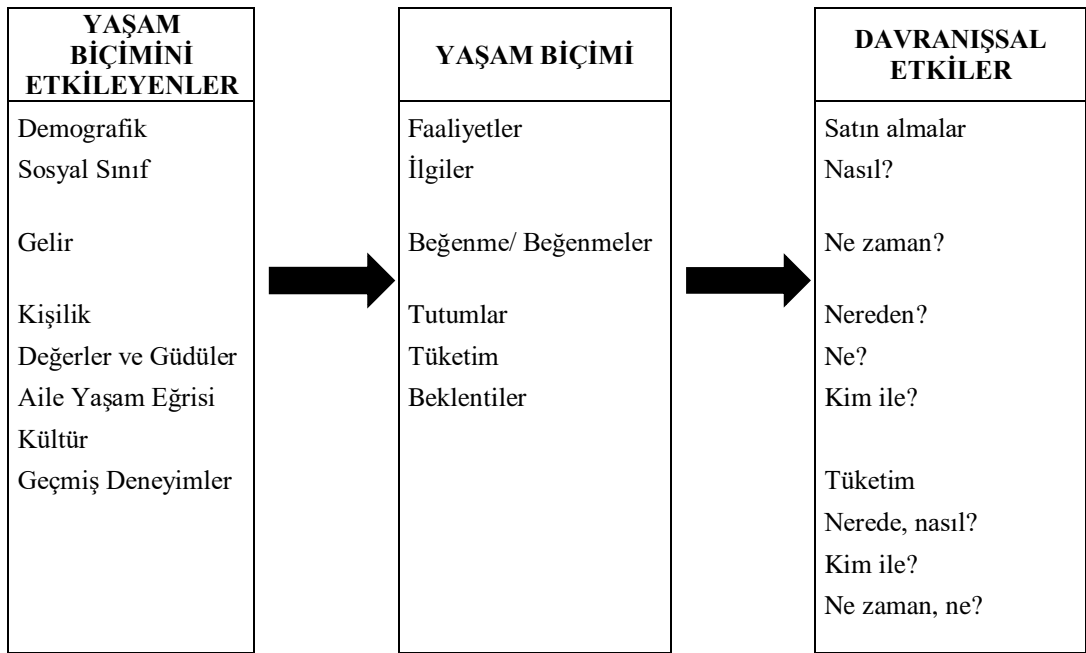 YAŞAM
BİÇİMİNİ
ETKİLEYENLER
Demografik
Sosyal Sınıf
Gelir
Kişilik
Değerler ve Güdüler
Aile Yaşam Eğrisi
Kültür
Geçmiş Deneyimler
YAŞAM BİÇİMİ
Faaliyetler
İlgiler
Beğenme/ Beğenmeler
Tutumlar
Tüketim
Beklentiler
DAVRANIŞSAL
ETKİLER
Satın almalar
Nasıl?
Ne zaman?
Nereden?
Ne?
Kim ile?
Tüketim
Nerede, nasıl?
Kim ile?
Ne zaman, ne?